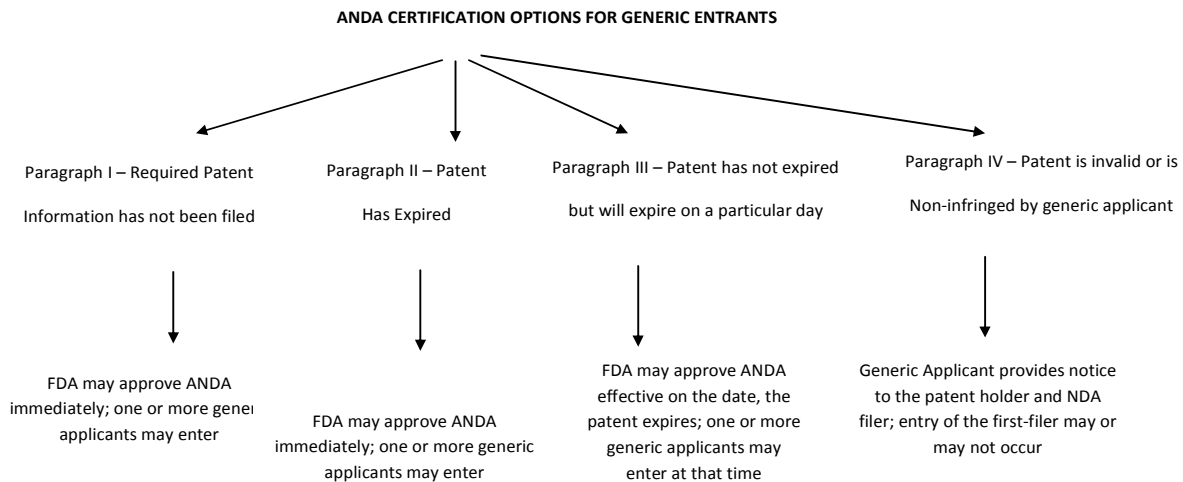 ANDA CERTIFICATION OPTIONS FOR GENERIC ENTRANTS
Paragraph I – Required Patent
Information has not been filed
Paragraph II – Patent
Has Expired
Paragraph III – Patent has not expired
but will expire on a particular day
Paragraph IV – Patent is invalid or is
Non-infringed by generic applicant
FDA may approve ANDA
immediately; one or more gener
applicants may enter
FDA may approve ANDA
immediately; one or more generic
applicants may enter
FDA may approve ANDA
effective on the date, the
patent expires; one or more
generic applicants may
enter at that time
Generic Applicant provides notice
to the patent holder and NDA
filer; entry of the first-filer may or
may not occur